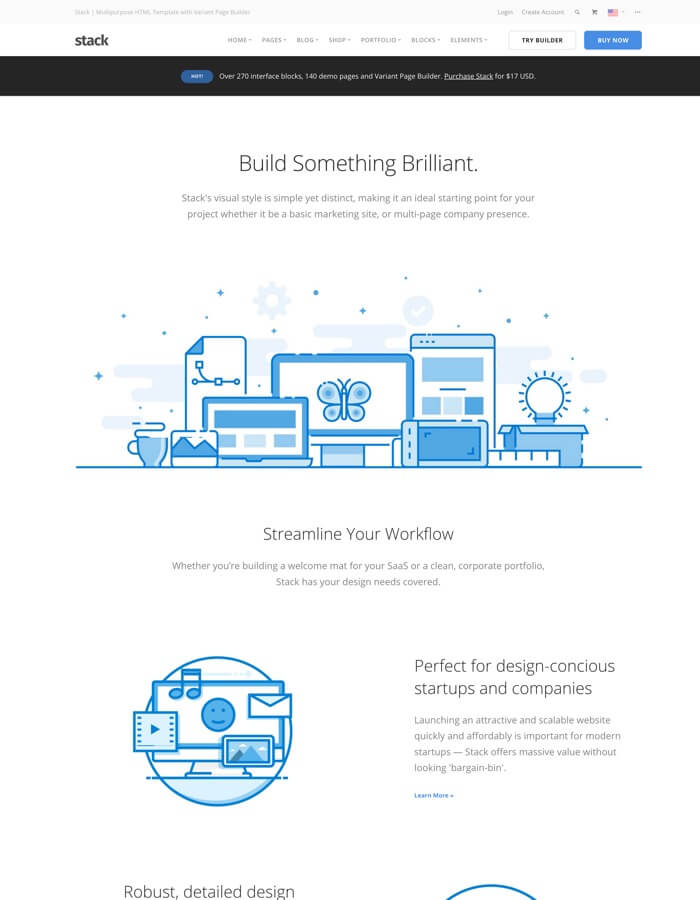 Stack | Multipurpose HTML Template with Variant Page Builder
Login Create Account
stack
HOME PAGES BLOG SHOP PORTFOLIO BLOCKS ELEMENTS TRY BUILDER BUY NOW
HOT! Over 270 interface blocks, 140 demo pages and Variant Page Builder. Purchase Stack for $17 USD.
Build Something Brilliant.
Stack's visual style is simple yet distinct, making it an ideal starting point for your
project whether it be a basic marketing site, or multi-page company presence.
Streamline Your Workflow
Whether you're building a welcome mat for your SaaS or a clean, corporate portfolio,
Stack has your design needs covered.
Perfect for design-concious
startups and companies
Launching an attractive and scalable website
quickly and affordably is important for modern
startups — Stack offers massive value without
looking 'bargain-bin'.
Learn More »
Robust, detailed design